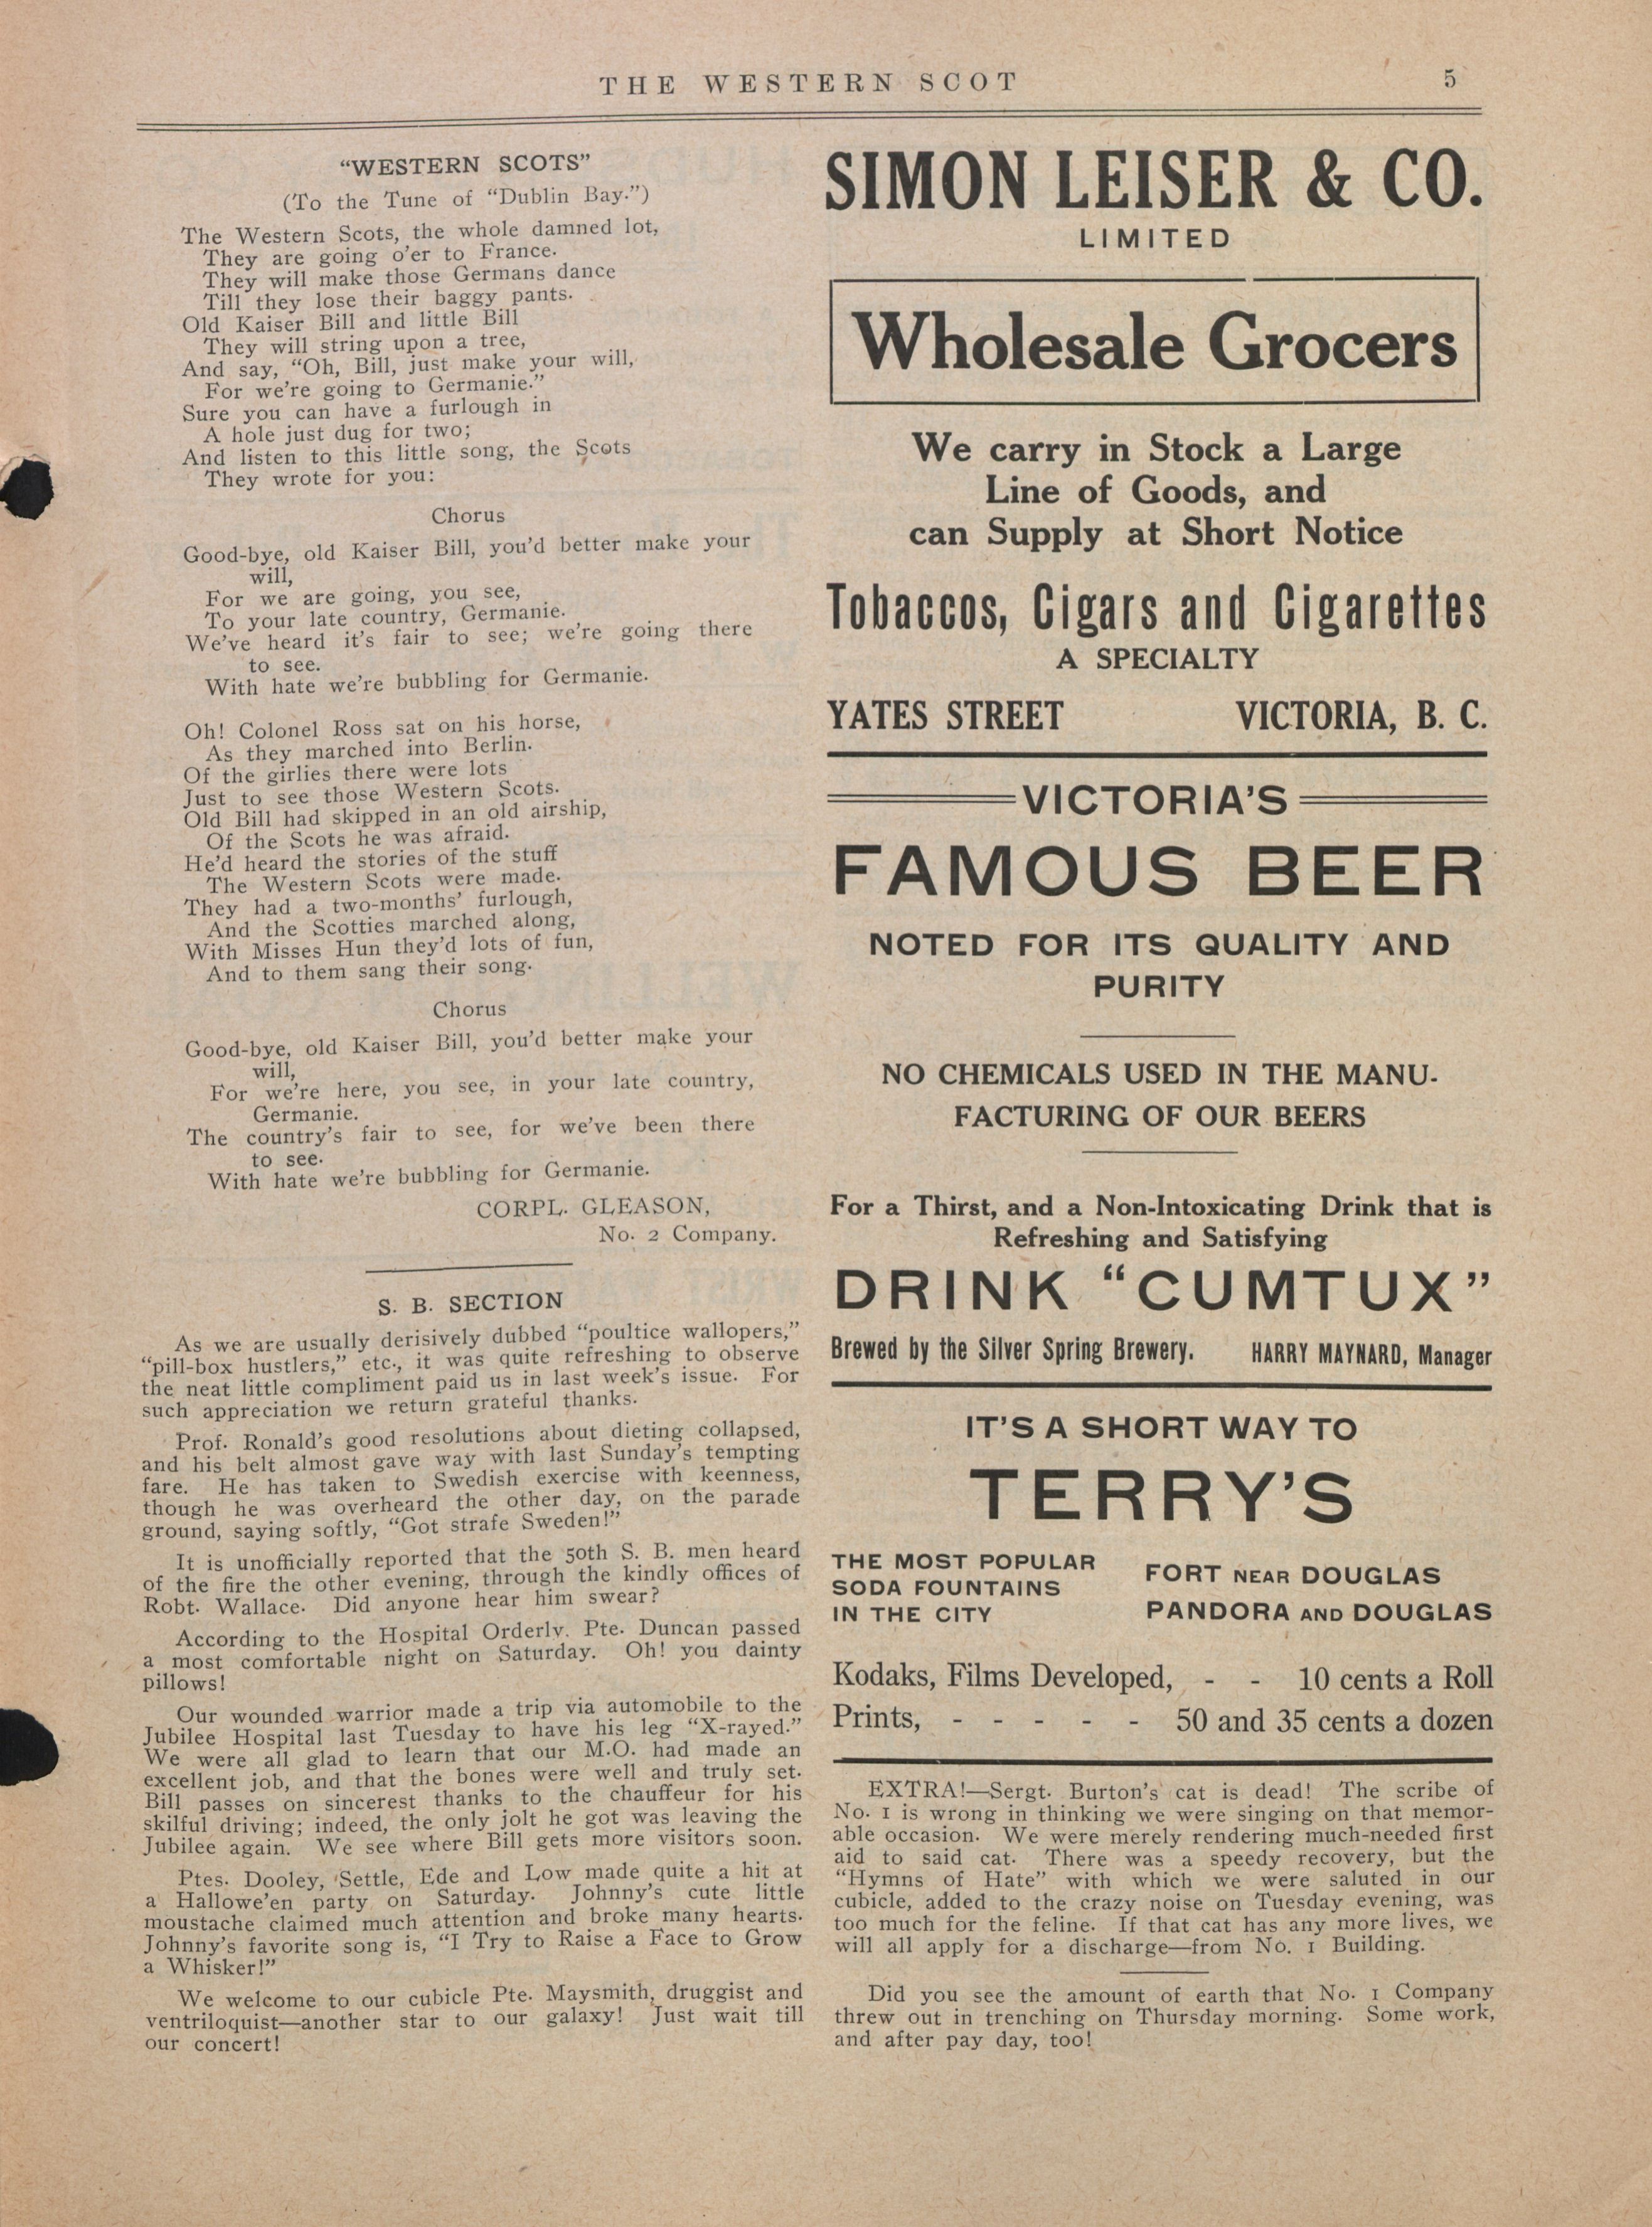 THE WESTERN SCOT
5
"WESTERN SCOTS"
(To the Tune of "Dublin Bay.")
The Western Scots, the whole damned lot,
They are going o'er to France.
They will make those Germans dance
Till they lose their baggy pants.
Old Kaiser Bill and little Bill
They will string upon a tree,
And say, "Oh, Bill, just make your will,
For we're going to Germanie."
Sure you can have a furlough in
A hole just dug for two;
And listen to this little song, the Scots
They wrote for you:
Chorus
Good-bye, old Kaiser Bill, you'd better make your
will,
For we are going, you see,
To your late country, Germanie.
We've heard it's fair to see; we're going there
to see.
With hate we're bubbling for Germanie.
Oh! Colonel Ross sat on his horse,
As they marched into Berlin.
Of the girlies there were lots
Just to see those Western Scots.
Old Bill had skipped in an old airship,
Of the Scots he was afraid.
He'd heard the stories of the stuff
The Western Scots were made.
They had a two-months' furlough,
And the Scotties marched along,
With Misses Hun they'd lots of fun,
And to them sang their song.
Chorus
Good-bye, old Kaiser Bill, you'd better make your
will,
For we're here, you see, in your late country,
Germanie.
The country's fair to see, for we've been there
to see.
With hate we're bubbling for Germanie.
CORPL. GLEASON,
No. 2 Company.
S. B. SECTION
As we are usually derisively dubbed "poultice wallopers,"
"pill-box hustlers," etc., it was quite refreshing to observe
the neat little compliment paid us in last week's issue. For
such appreciation we return grateful thanks.
Prof. Ronald's good resolutions about dieting collapsed,
and his belt almost gave way with last Sunday's tempting
fare. He has taken to Swedish exercise with keenness,
though he was overheard the other day, on the parade
ground, saying softly, "Got strafe Sweden!"
It is unofficially reported that the 50th S. B. men heard
of the fire the other evening, through the kindly offices of
Robt. Wallace. Did anyone hear him swear?
According to the Hospital Orderly. Pte. Duncan passed
a most comfortable night on Saturday. Oh! you dainty
pillows!
Our wounded warrior made a trip via automobile to the
Jubilee Hospital last Tuesday to have his leg "X-rayed."
We were all glad to learn that our M.O. had made an
excellent job, and that the bones were well and truly set.
Bill passes on sincerest thanks to the chauffeur for his
skilful driving; indeed, the only jolt he got was leaving the
Jubilee again. We see where Bill gets more visitors soon.
Ptes. Dooley, Settle, Ede and Low made quite a hit at
a Hallowe'en party on Saturday. Johnny's cute little
moustache claimed much attention and broke many hearts.
Johnny's favorite song is, "I Try to Raise a Face to Grow
a Whisker!"
We welcome to our cubicle Pte. Maysmith, druggist and
ventriloquist—another star to our galaxy! Just wait till
our concert!
SIMON LEISER & CO.
LIMITED
Wholesale Grocers
We carry in Stock a Large
Line of Goods, and
can Supply at Short Notice
Tobaccos, Cigars and Cigarettes
A SPECIALTY
YATES STREET VICTORIA, B. C.
VICTORIA'S
FAMOUS BEER
NOTED FOR ITS QUALITY AND
PURITY
NO CHEMICALS USED IN THE MANU-
FACTURING OF OUR BEERS
For a Thirst, and a Non-Intoxicating Drink that is
Refreshing and Satisfying
DRINK "CUMTUX"
Brewed by the Silver Spring Brewery. HARRY MAYNARD, Manager
IT'S A SHORT WAY TO
TERRY'S
THE MOST POPULAR
SODA FOUNTAINS
IN THE CITY
FORT NEAR DOUGLAS
PANDORA AND DOUGLAS
Kodaks, Films Developed, - - 10 cents a Roll
Prints, - - - - - 50 and 35 cents a dozen
EXTRA!—Sergt. Burton's cat is dead! The scribe of
No. 1 is wrong in thinking we were singing on that memor-
able occasion. We were merely rendering much-needed first
aid to said cat. There was a speedy recovery, but the
"Hymns of Hate" with which we were saluted in our
cubicle, added to the crazy noise on Tuesday evening, was
too much for the feline. If that cat has any more lives, we
will all apply for a discharge—from No. 1 Building.
Did you see the amount of earth that No. 1 Company
threw out in trenching on Thursday morning. Some work,
and after pay day, too!